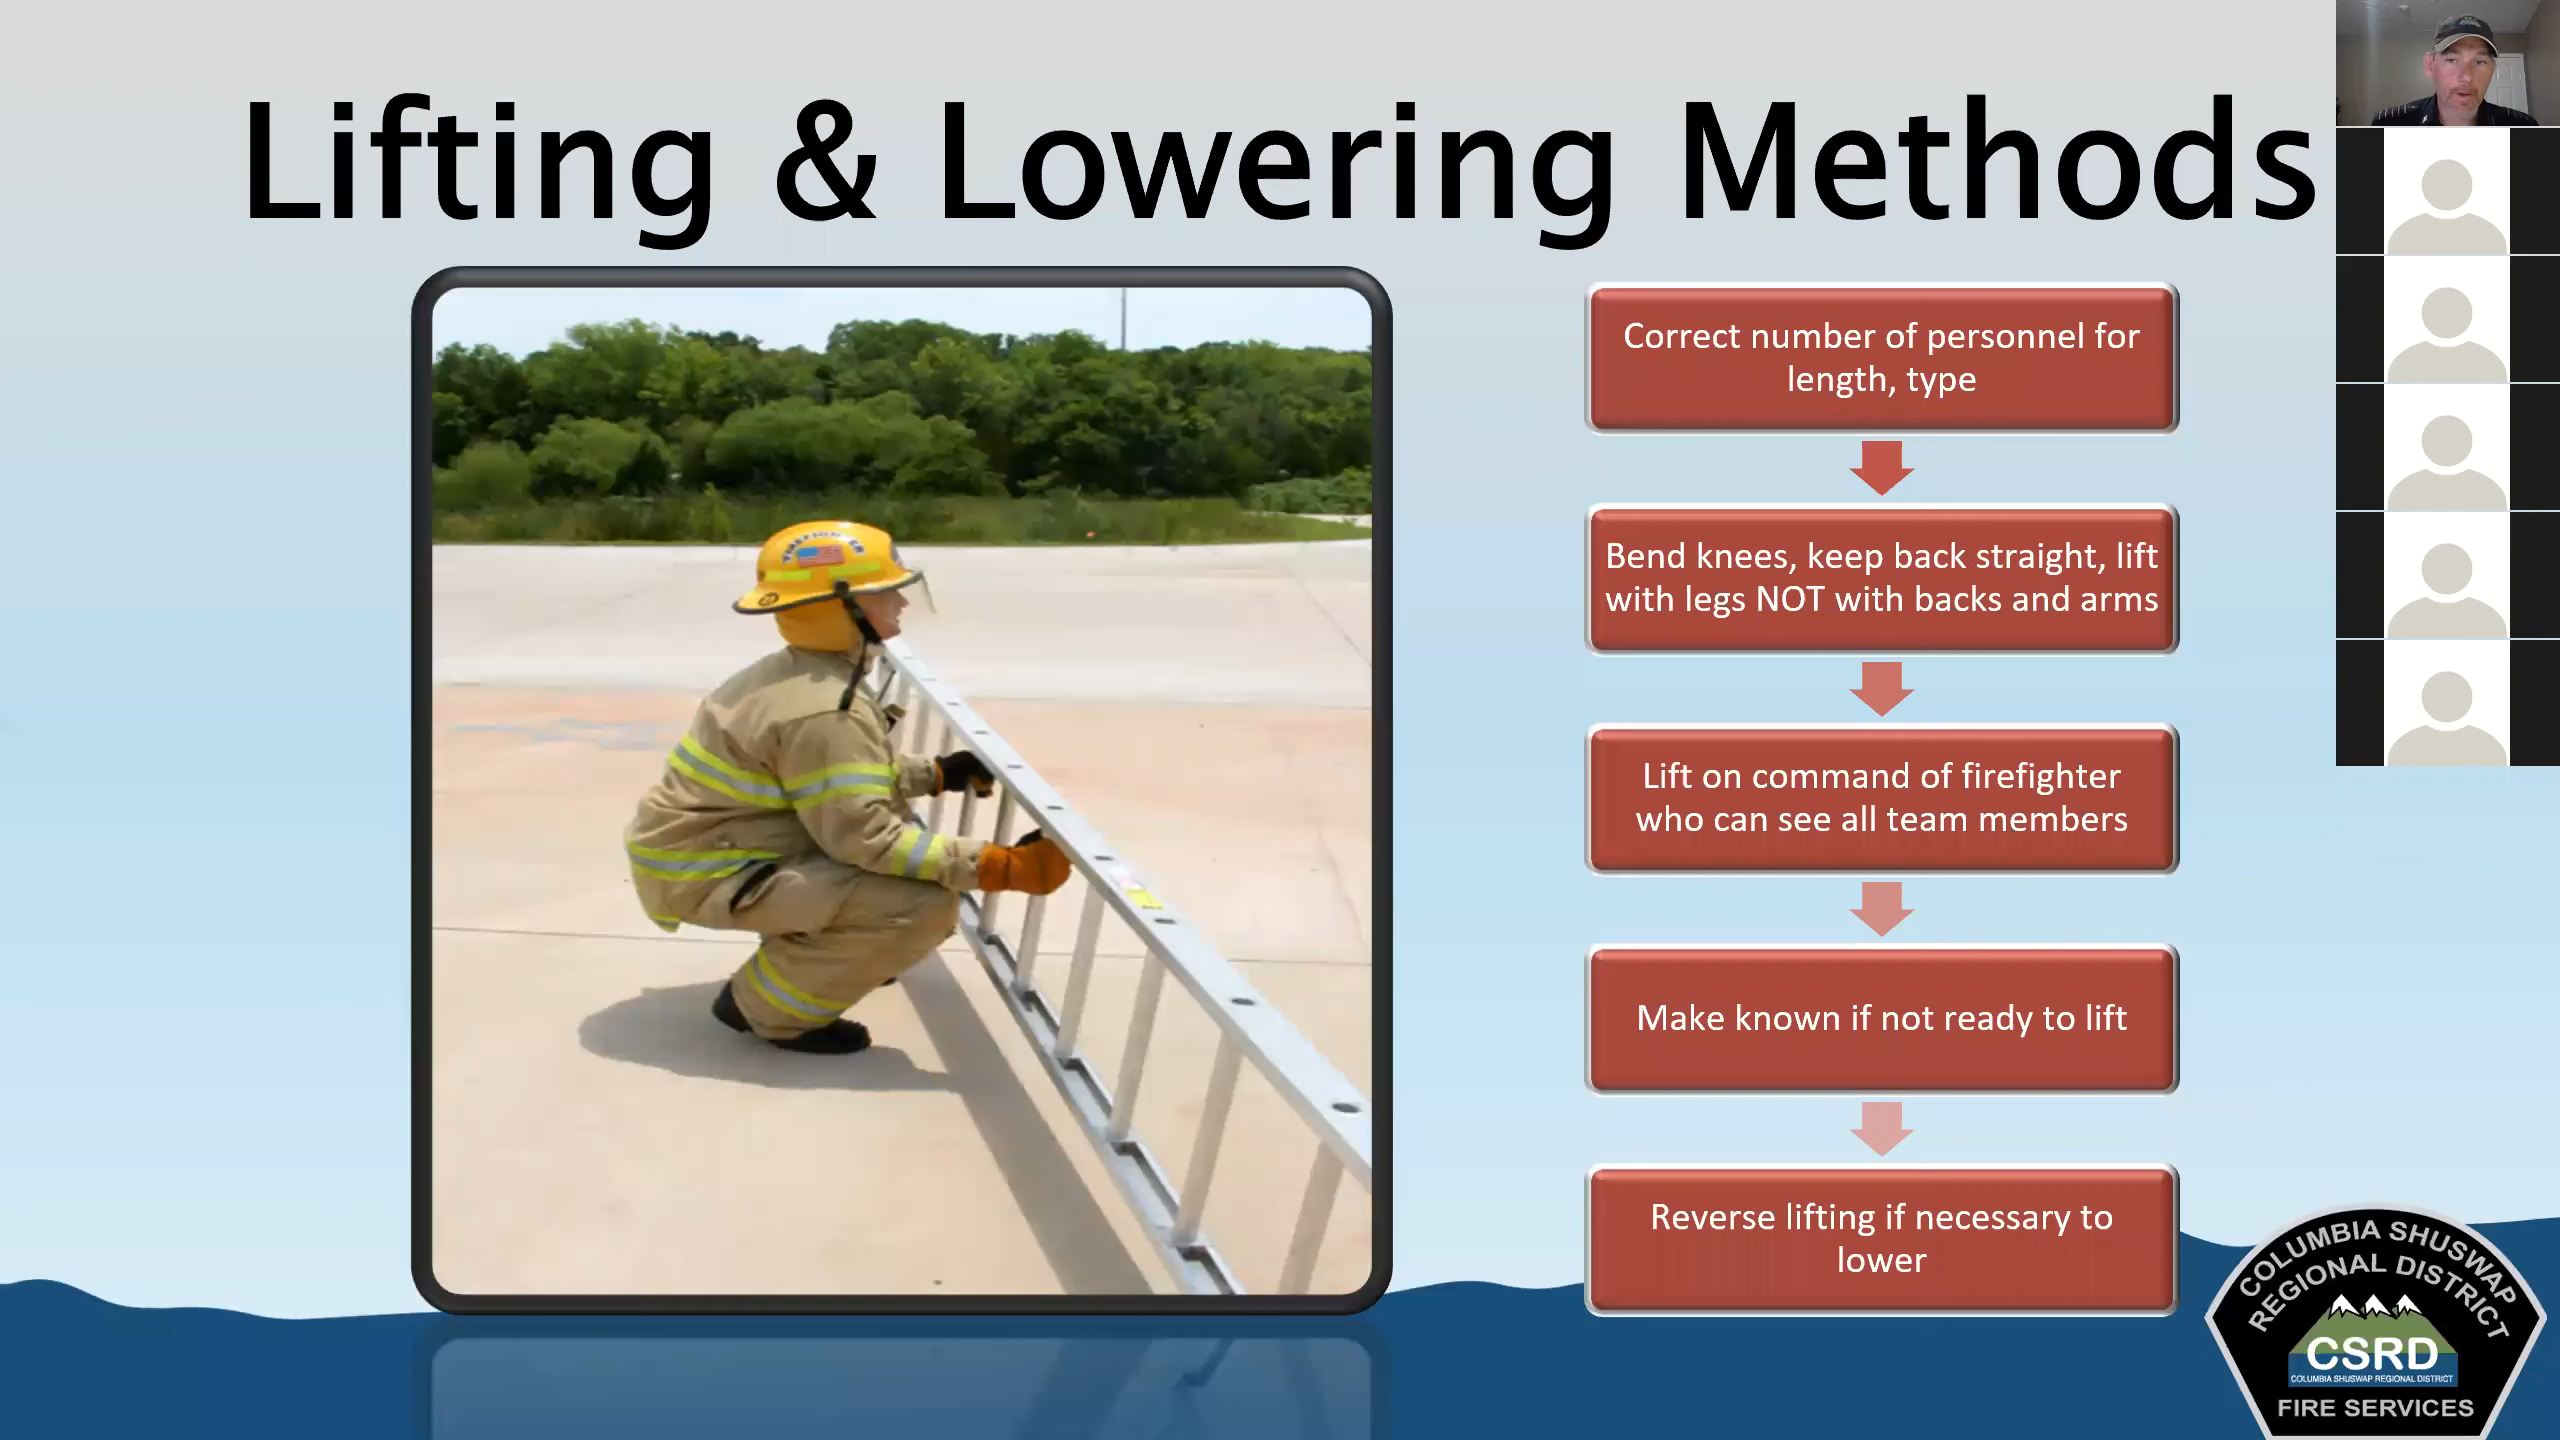 Lifting & Lowering Methods
Correct number of personnel for
length, type
Bend knees, keep back straight, lift
with legs NOT with backs and arms
Lift on command of firefighter
who can see all team members
Make known if not ready to lift
Reverse lifting if necessary to
lower
COLUMBIA SHUSWAP
REGIONAL DISTRICT
CSRD
COLUMBIA SHUSWAP REGIONAL DISTRICT
FIRE SERVICES